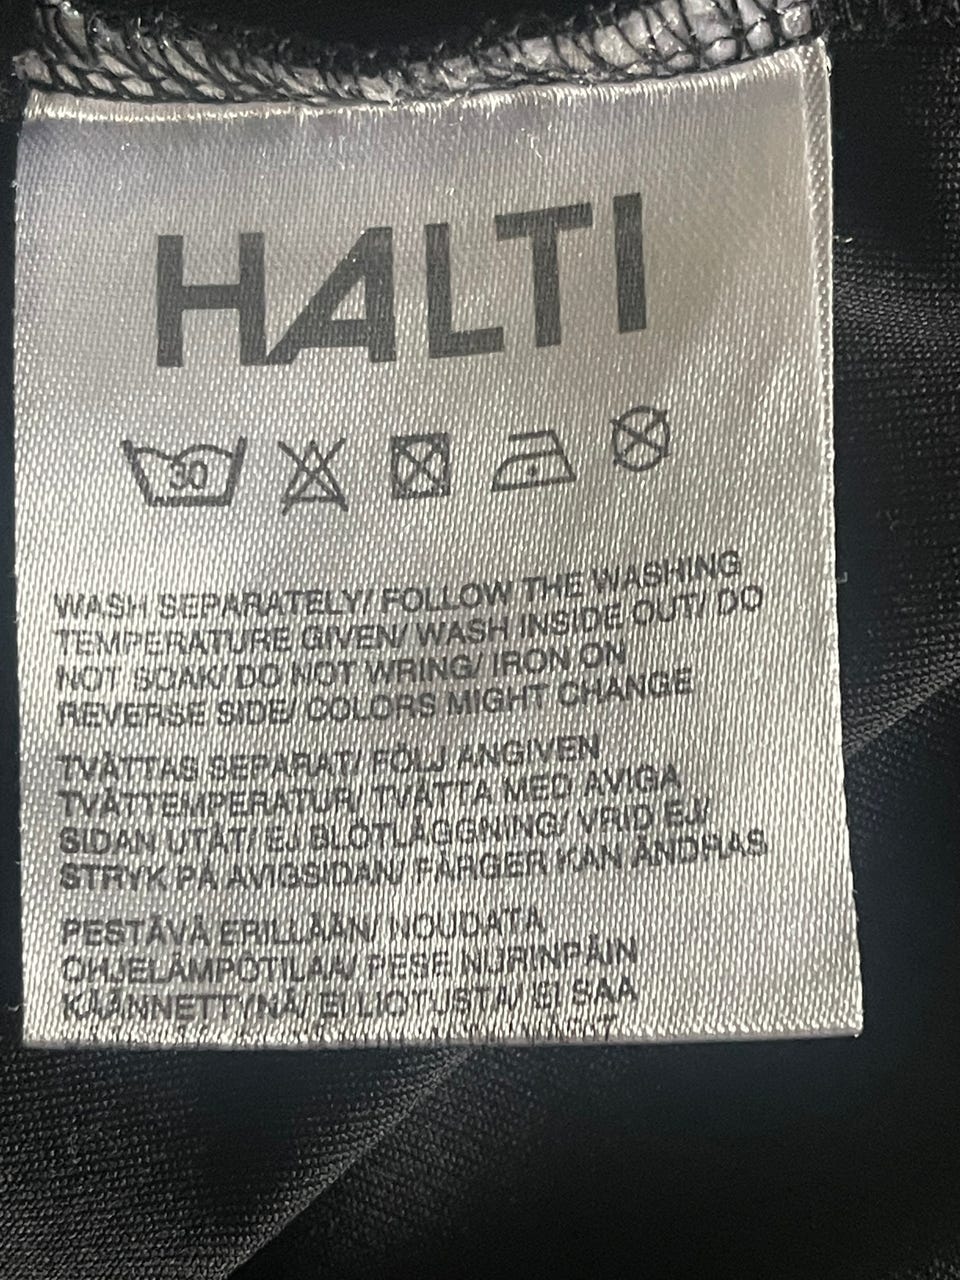 HALTI
30
WASH SEPARATELY/ FOLLOW THE WASHING
TEMPERATURE GIVEN/ WASH INSIDE OUT/ DO
NOT SOAK/ DO NOT WRING/ IRON ON
REVERSE SIDE/ COLORS MIGHT CHANGE
TVÄTTAS SEPARAT/ FÖLJ ANGIVEN
TVÄTTEMPERATUR/ TVÄTTA MED AVIGA
SIDAN UTÅT/ EJ BLÖTLÄGGNING/ VRID EJ/
STRYK PÅ AVIGSIDAN/ FÄRGER KAN ÄNDRAS
PESTÄVÄ ERILLÄÄN/ NOUDATA
OHJELÄMPÖTILAA/ PESE NURINPÄIN
KÄÄNNETTYNÄ/ EI LIOTUSTA/ EI SAA